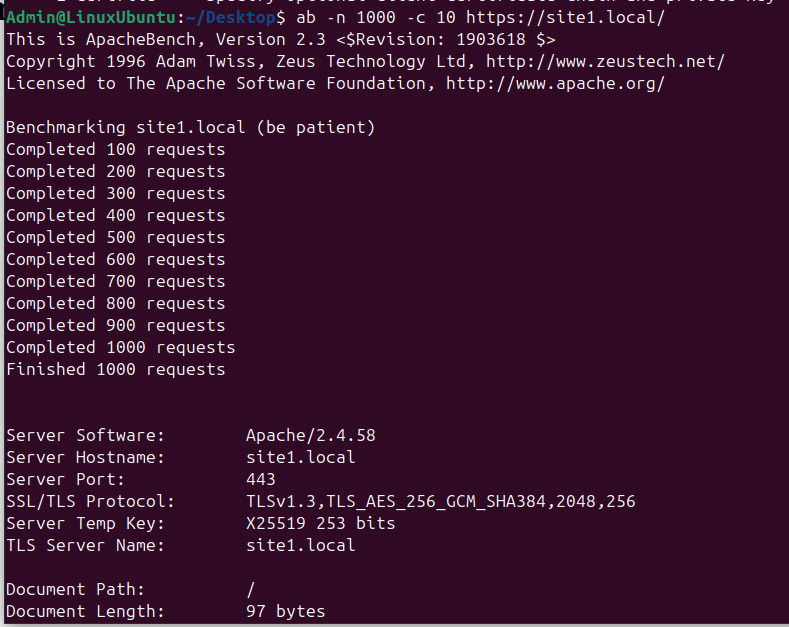 Admin@LinuxUbuntu:~/Desktop$ ab -n 1000 -c 10 https://site1.local/
This is ApacheBench, Version 2.3 <$Revision: 1903618 $>
Copyright 1996 Adam Twiss, Zeus Technology Ltd, http://www.zeustech.net/
Licensed to The Apache Software Foundation, http://www.apache.org/

Benchmarking site1.local (be patient)
Completed 100 requests
Completed 200 requests
Completed 300 requests
Completed 400 requests
Completed 500 requests
Completed 600 requests
Completed 700 requests
Completed 800 requests
Completed 900 requests
Completed 1000 requests
Finished 1000 requests

Server Software:        Apache/2.4.58
Server Hostname:        site1.local
Server Port:            443
SSL/TLS Protocol:       TLSv1.3,TLS_AES_256_GCM_SHA384,2048,256
Server Temp Key:        X25519 253 bits
TLS Server Name:        site1.local

Document Path:          /
Document Length:        97 bytes